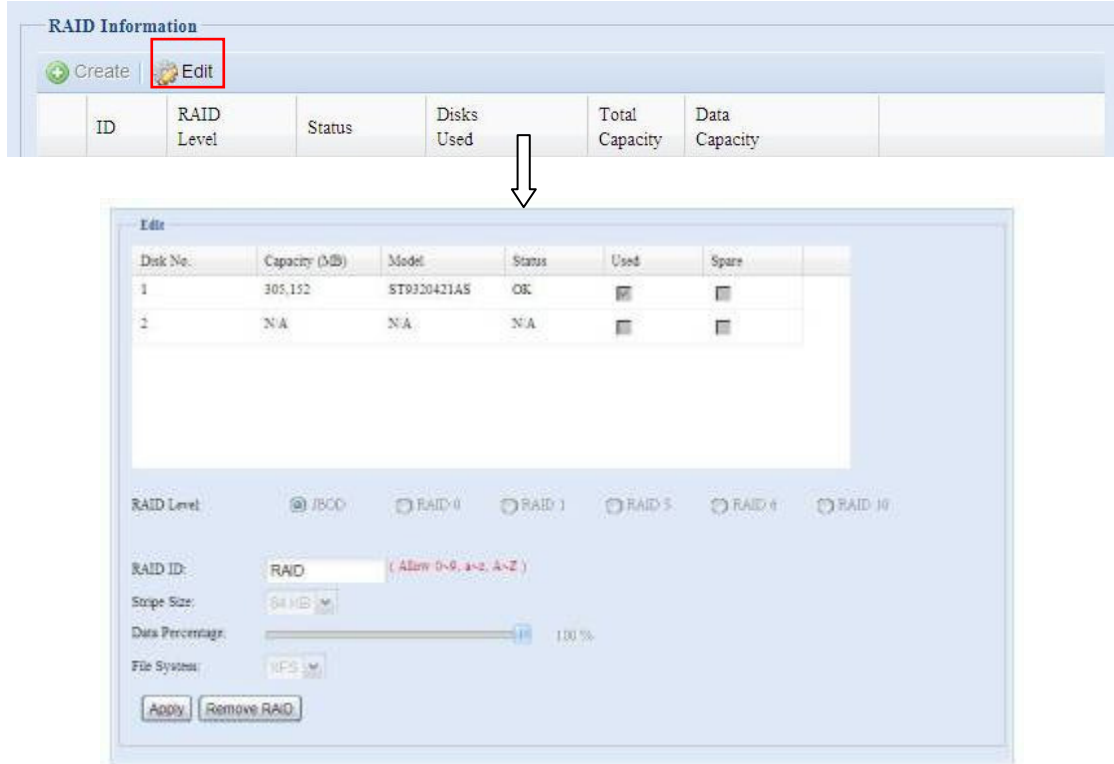 RAID Information
Create Edit
ID RAID Level Status Disks Used Total Capacity Data Capacity
Edit
Disk No. Capacity (MB) Model Status Used Spare
1 305,152 ST9320421AS OK
2 N/A N/A N/A
RAID Level: JBOD RAID 0 RAID 1 RAID 5 RAID 6 RAID 10
RAID ID: RAID ( Allow 0~9, a~z, A~Z )
Stripe Size: 64 KB
Data Percentage: 100 %
File System: XFS
Apply Remove RAID